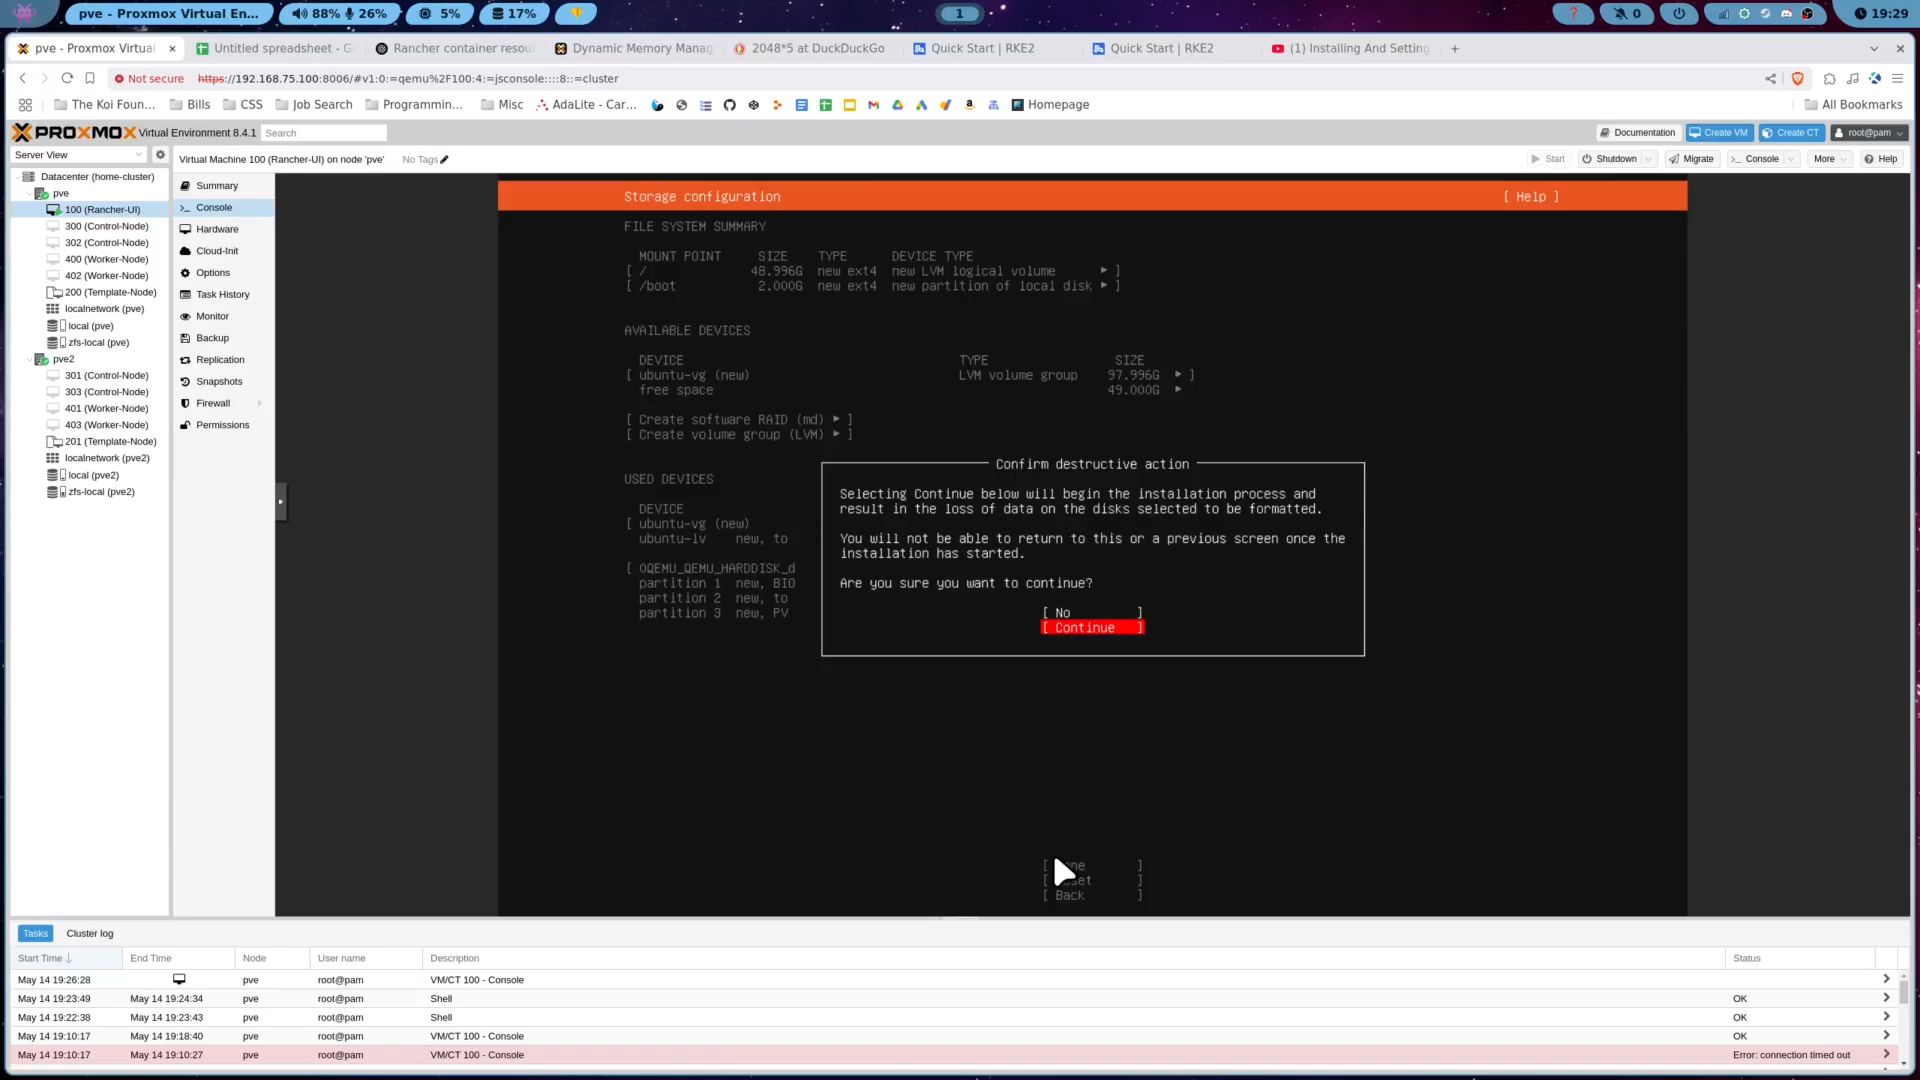 pve - Proxmox Virtual En... 88% 26% 5% 17% 1 ? 0 19:29
pve - Proxmox Virtual Untitled spreadsheet - G Rancher container resou Dynamic Memory Manag 2048*5 at DuckDuckGo Quick Start | RKE2 Quick Start | RKE2 (1) Installing And Setting
Not secure https://192.168.75.100:8006/#v1:0:=qemu%2F100:4:=jsconsole::::8::=cluster
The Koi Foun... Bills CSS Job Search Programmin... Misc AdaLite - Car... Homepage All Bookmarks
PROXMOX Virtual Environment 8.4.1 Search Documentation Create VM Create CT root@pam
Server View
Virtual Machine 100 (Rancher-UI) on node 'pve' No Tags Start Shutdown Migrate Console More Help
Datacenter (home-cluster)
pve
100 (Rancher-UI)
300 (Control-Node)
302 (Control-Node)
400 (Worker-Node)
402 (Worker-Node)
200 (Template-Node)
localnetwork (pve)
local (pve)
zfs-local (pve)
pve2
301 (Control-Node)
303 (Control-Node)
401 (Worker-Node)
403 (Worker-Node)
201 (Template-Node)
localnetwork (pve2)
local (pve2)
zfs-local (pve2)
Summary
Console
Hardware
Cloud-Init
Options
Task History
Monitor
Backup
Replication
Snapshots
Firewall
Permissions
Storage configuration [ Help ]
FILE SYSTEM SUMMARY
MOUNT POINT SIZE TYPE DEVICE TYPE
[ / 48.996G new ext4 new LVM logical volume ▸ ]
[ /boot 2.000G new ext4 new partition of local disk ▸ ]
AVAILABLE DEVICES
DEVICE TYPE SIZE
[ ubuntu-vg (new) LVM volume group 97.996G ▸ ]
free space 49.000G ▸
[ Create software RAID (md) ▸ ]
[ Create volume group (LVM) ▸ ]
USED DEVICES
DEVICE
[ ubuntu-vg (new)
ubuntu-lv new, to
[ 0QEMU_QEMU_HARDDISK_d
partition 1 new, BIO
partition 2 new, to
partition 3 new, PV
Confirm destructive action
Selecting Continue below will begin the installation process and
result in the loss of data on the disks selected to be formatted.
You will not be able to return to this or a previous screen once the
installation has started.
Are you sure you want to continue?
[ No ]
[ Continue ]
[ Back ]
Tasks Cluster log
Start Time End Time Node User name Description Status
May 14 19:26:28 pve root@pam VM/CT 100 - Console
May 14 19:23:49 May 14 19:24:34 pve root@pam Shell OK
May 14 19:22:38 May 14 19:23:43 pve root@pam Shell OK
May 14 19:10:17 May 14 19:18:40 pve root@pam VM/CT 100 - Console OK
May 14 19:10:17 May 14 19:10:27 pve root@pam VM/CT 100 - Console Error: connection timed out